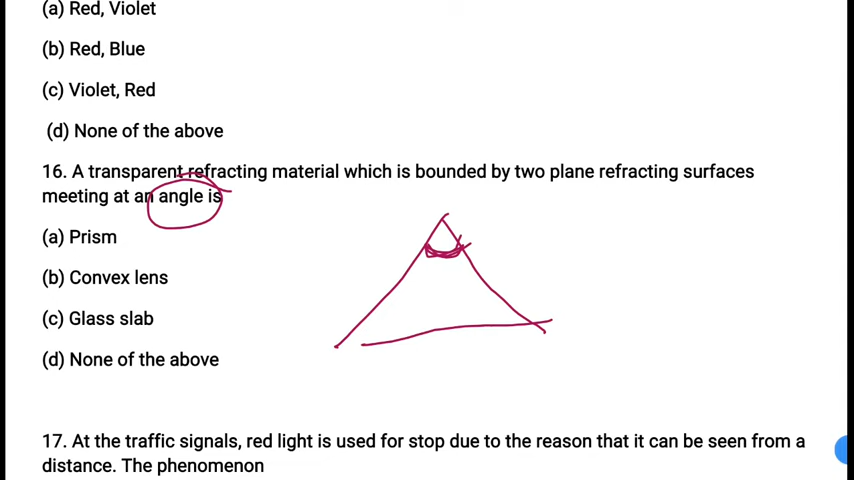 (a) Red, Violet
(b) Red, Blue
(c) Violet, Red
(d) None of the above
16. A transparent refracting material which is bounded by two plane refracting surfaces
meeting at an angle is
(a) Prism
(b) Convex lens
(c) Glass slab
(d) None of the above
17. At the traffic signals, red light is used for stop due to the reason that it can be seen from a
distance. The phenomenon